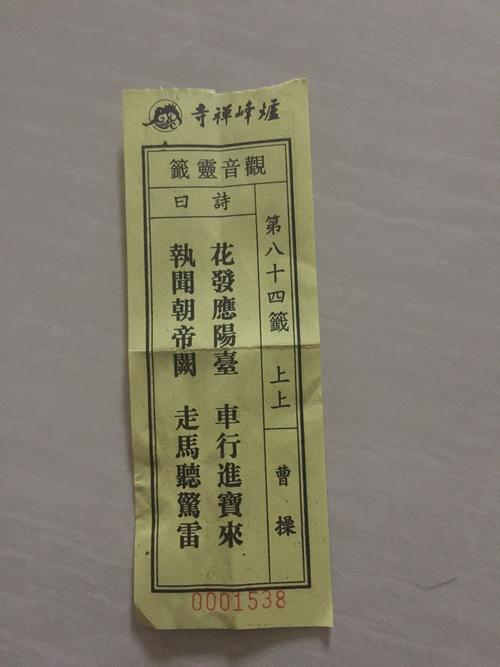 爐峰禪寺
觀音靈籤
第八十四籤 上上
曹操
詩曰
花發應陽臺 車行進寶來
執聞朝帝闕 走馬聽驚雷
0001538